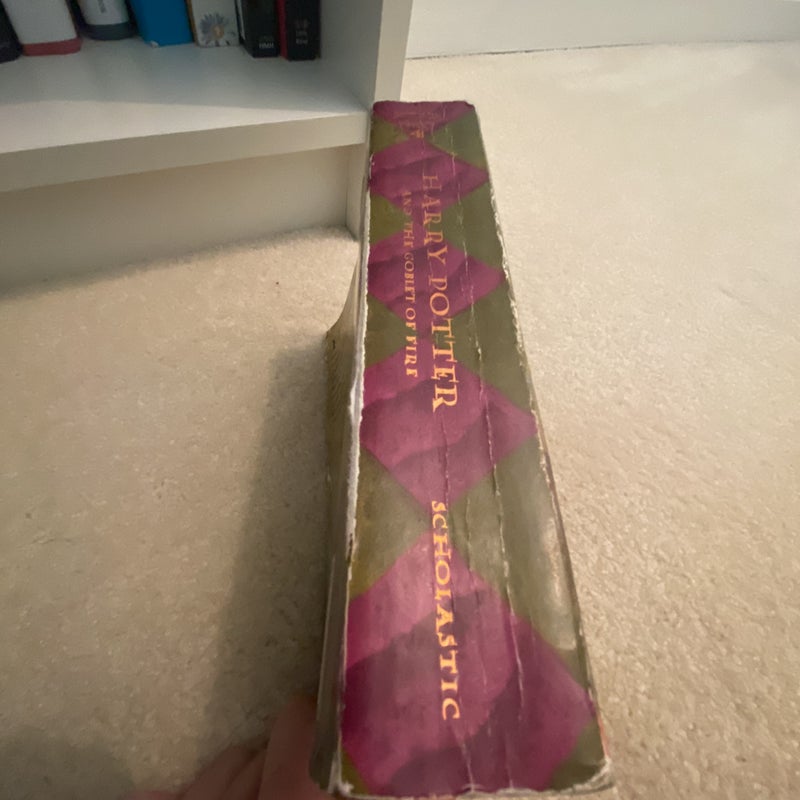 HARRY POTTER
AND THE GOBLET OF FIRE
SCHOLASTIC